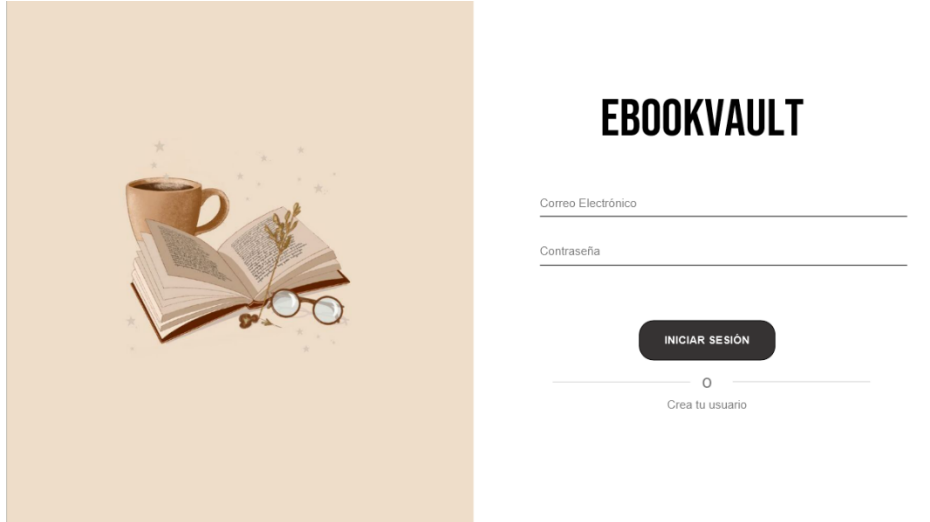 EBOOKVAULT
Correo Electrónico
Contraseña
INICIAR SESIÓN
O
Crea tu usuario